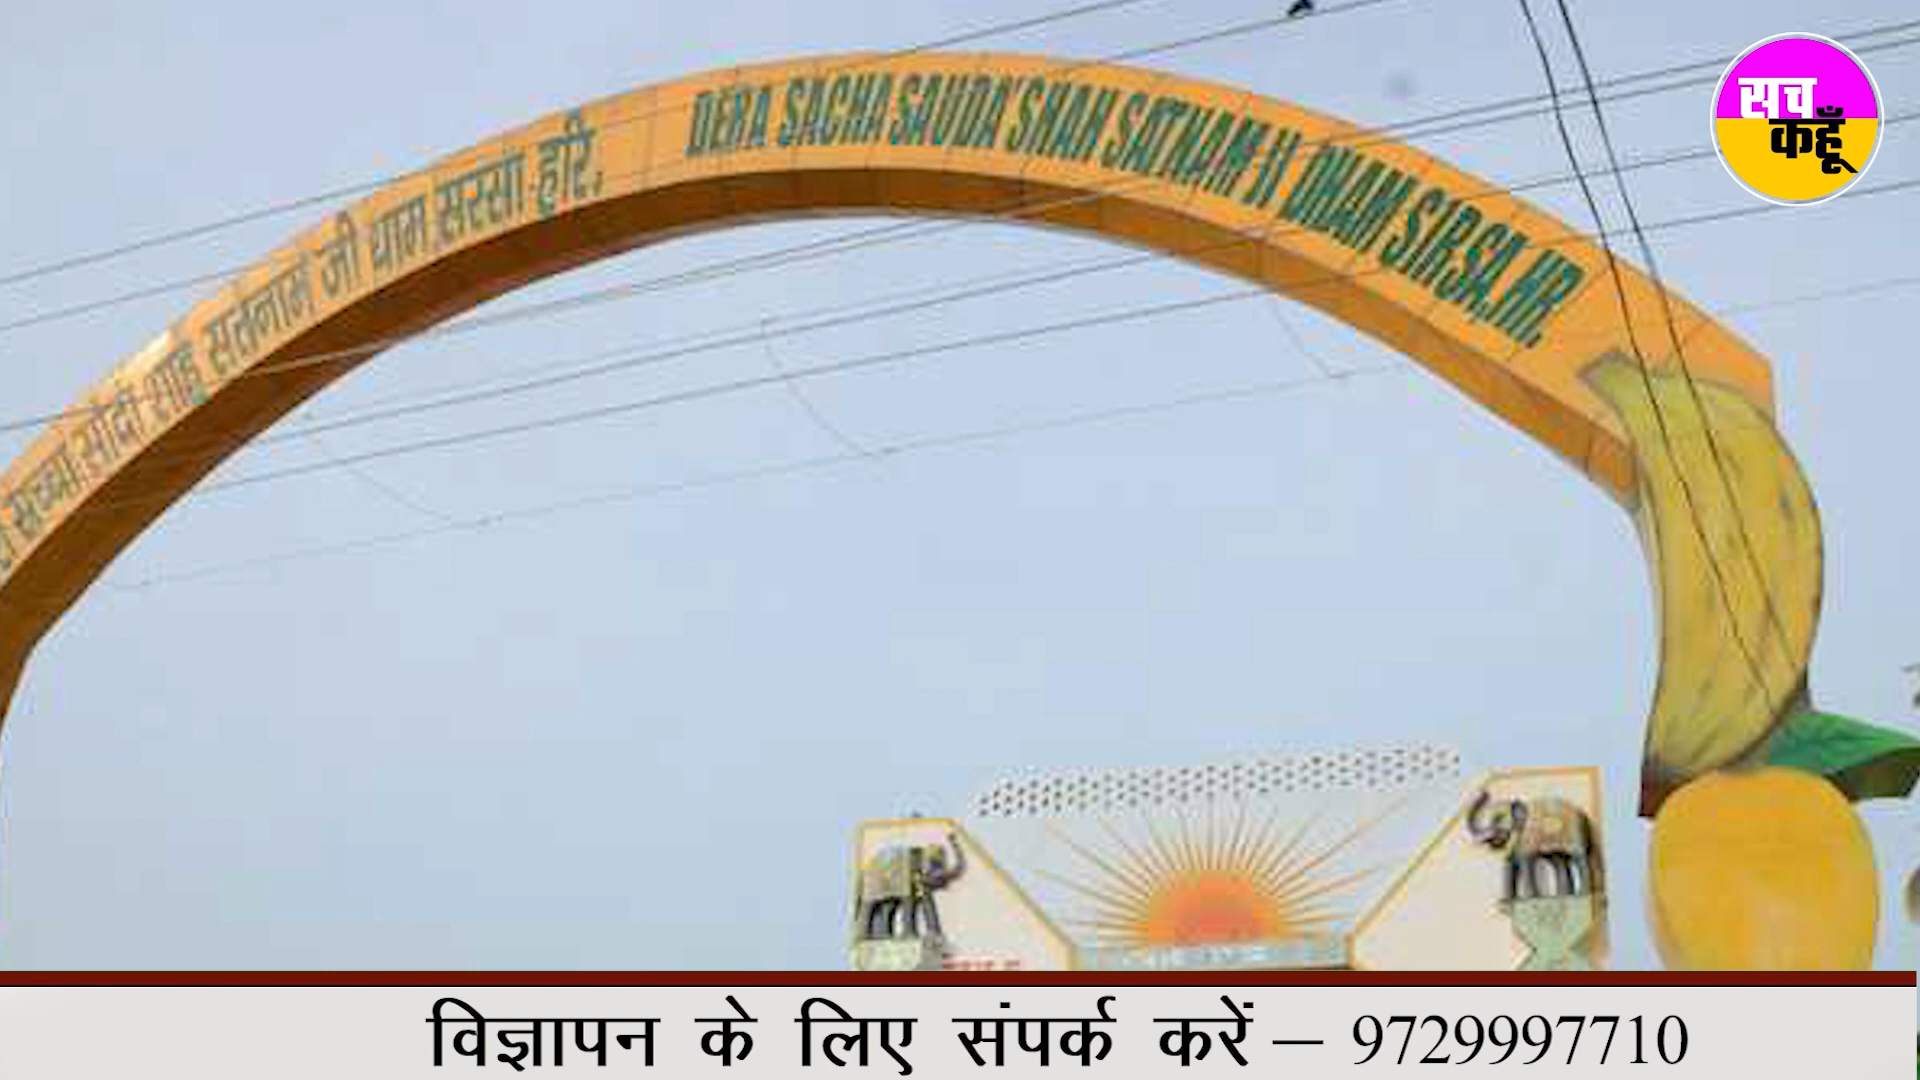 सच्चा सौदा शाह सतनाम जी धाम सरसा हरि.
DERA SACHA SAUDA SHAH SATNAM JI DHAM SIRSA, HR.
सच
कहूँ
विज्ञापन के लिए संपर्क करें – 9729997710